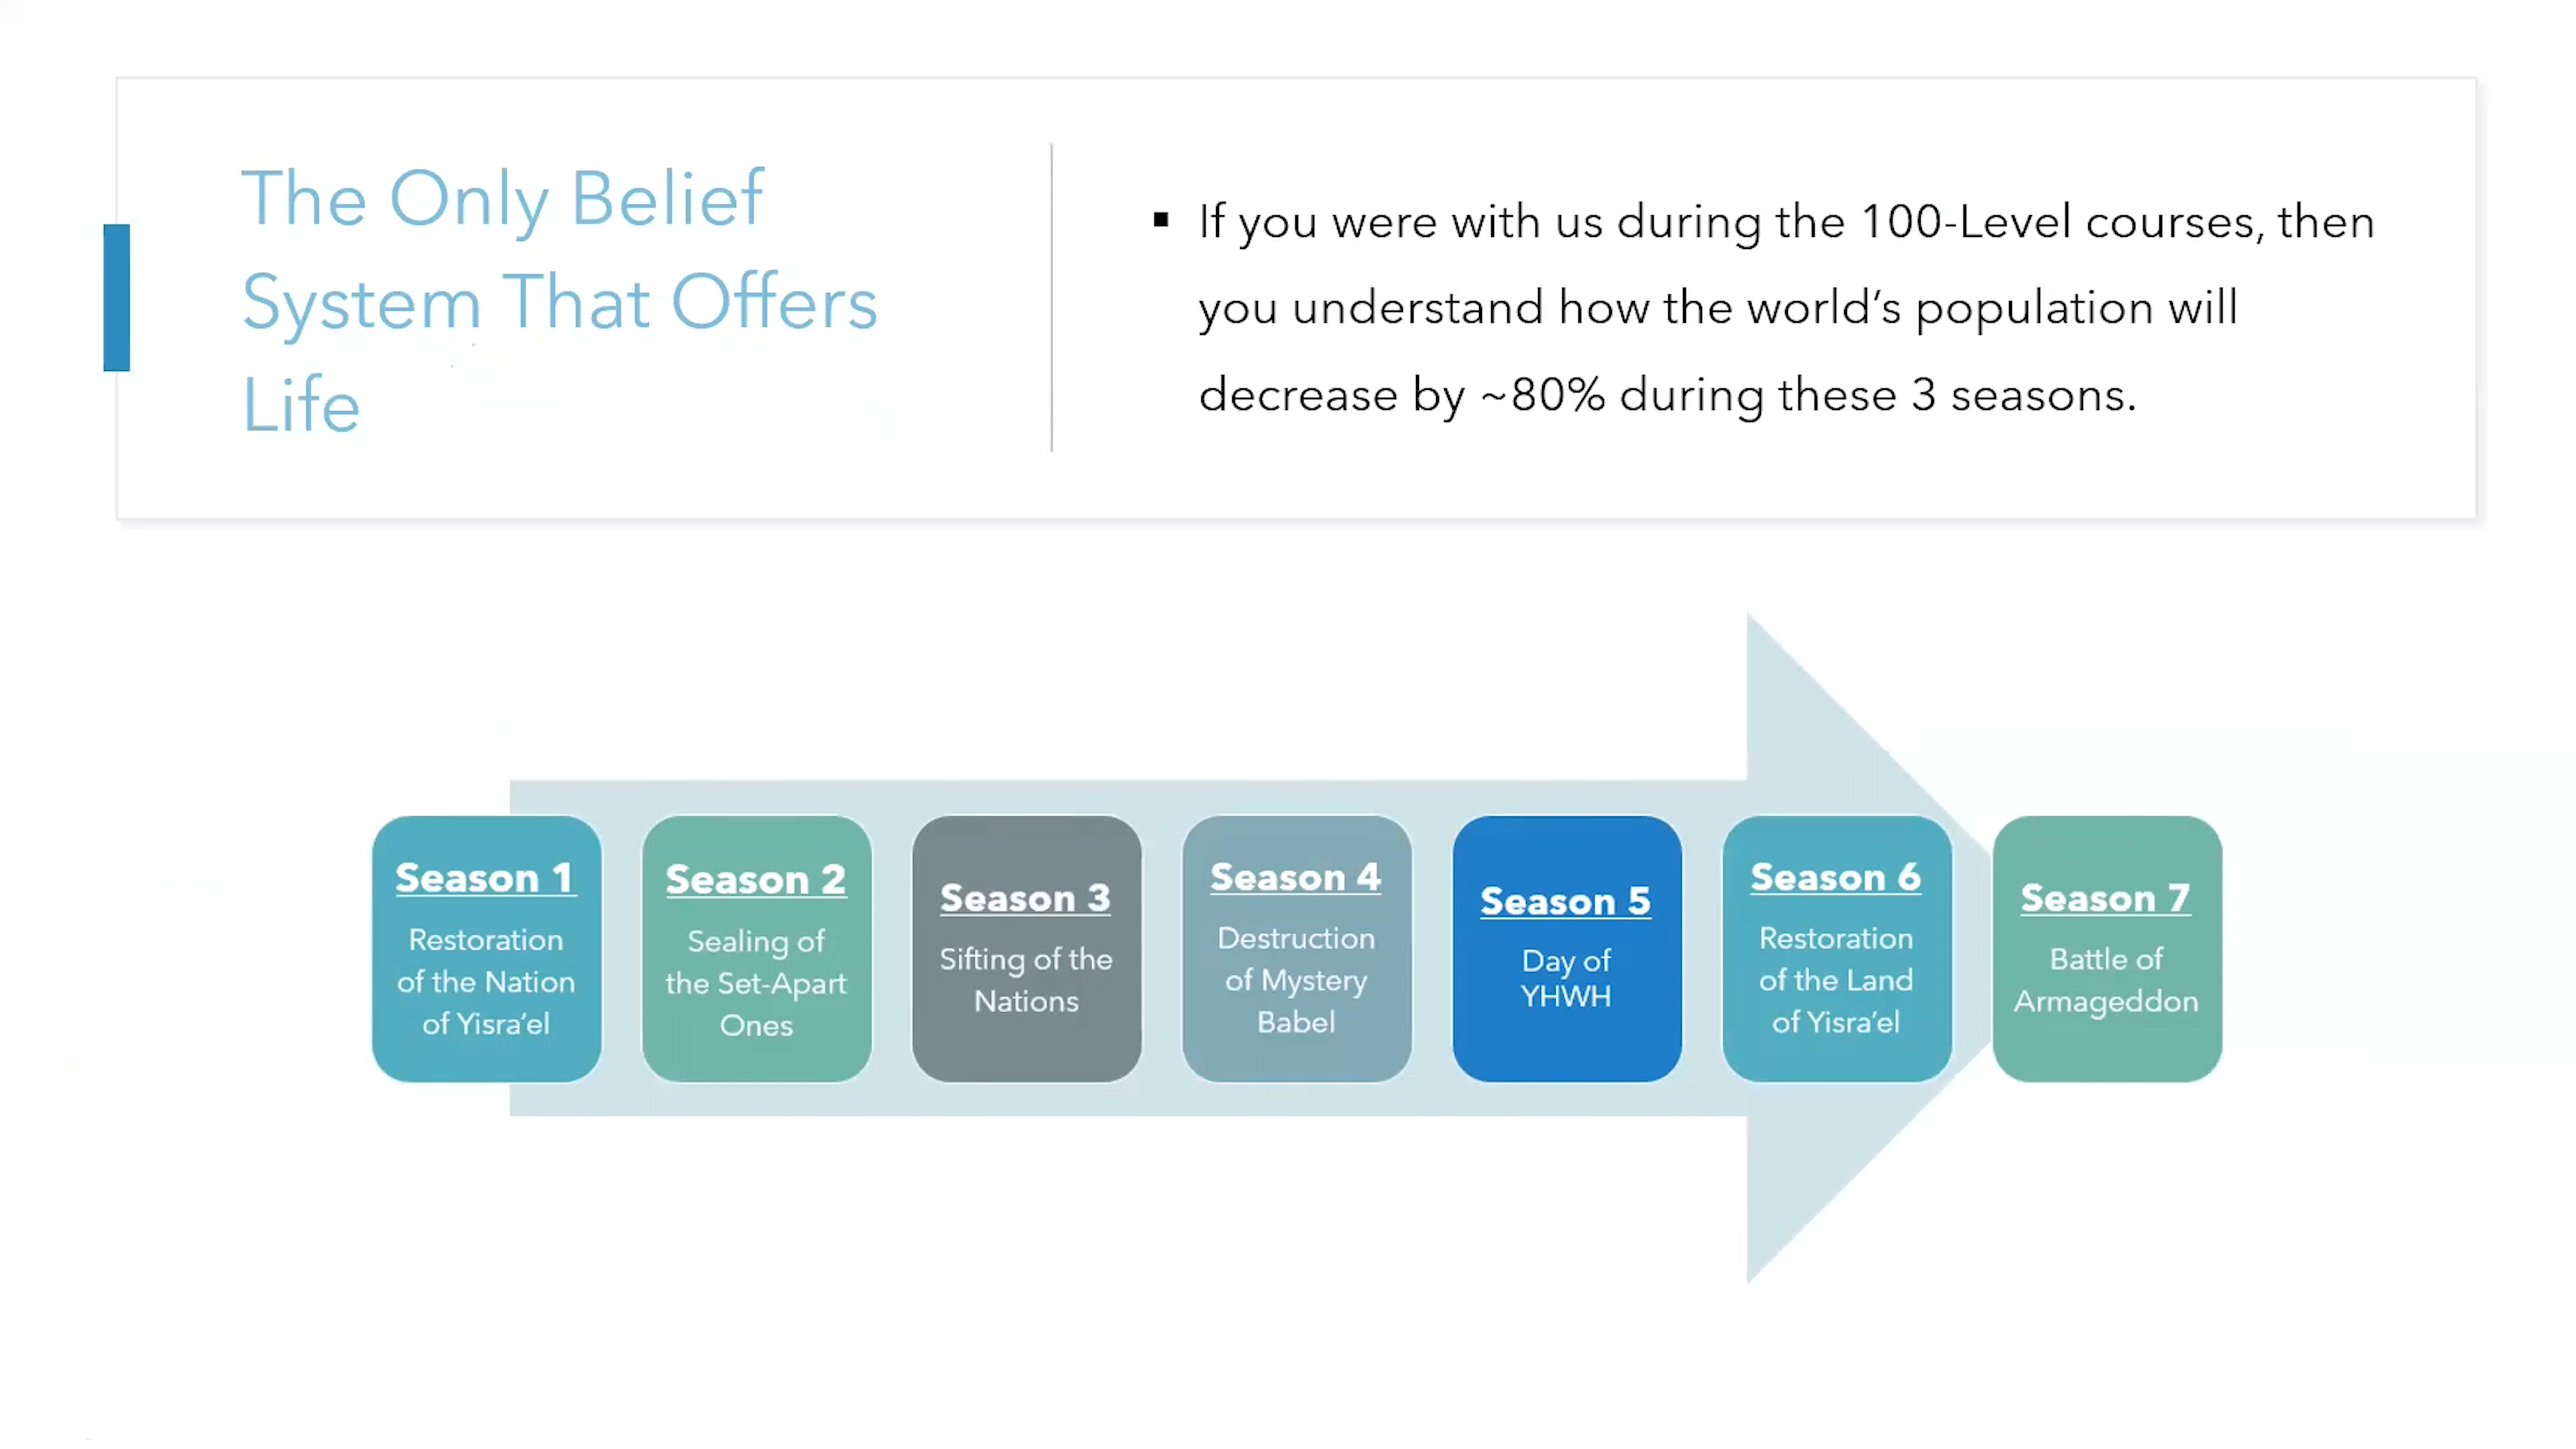 The Only Belief
System That Offers
Life
▪ If you were with us during the 100-Level courses, then
you understand how the world’s population will
decrease by ~80% during these 3 seasons.
Season 1
Restoration
of the Nation
of Yisra’el
Season 2
Sealing of
the Set-Apart
Ones
Season 3
Sifting of the
Nations
Season 4
Destruction
of Mystery
Babel
Season 5
Day of
YHWH
Season 6
Restoration
of the Land
of Yisra’el
Season 7
Battle of
Armageddon